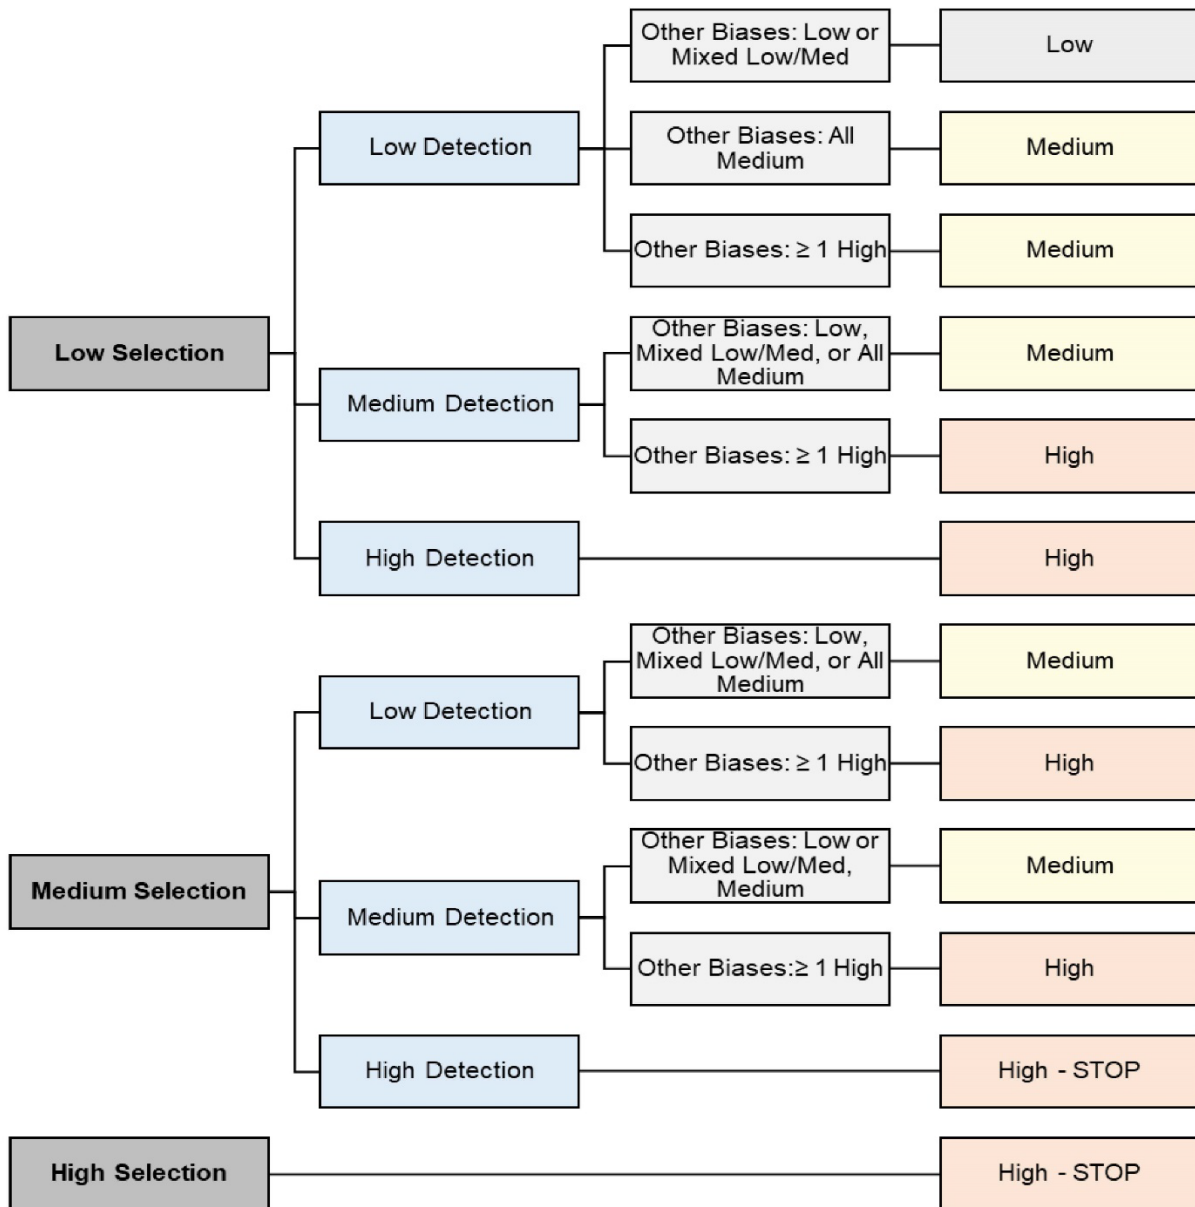 Other Biases: Low or
Mixed Low/Med
Low
Low Detection
Other Biases: All
Medium
Medium
Other Biases: ≥ 1 High
Medium
Low Selection
Other Biases: Low,
Mixed Low/Med, or All
Medium
Medium
Medium Detection
Other Biases: ≥ 1 High
High
High Detection
High
Other Biases: Low,
Mixed Low/Med, or All
Medium
Medium
Low Detection
Other Biases: ≥ 1 High
High
Medium Selection
Other Biases: Low or
Mixed Low/Med,
Medium
Medium
Medium Detection
Other Biases:≥ 1 High
High
High Detection
High - STOP
High Selection
High - STOP